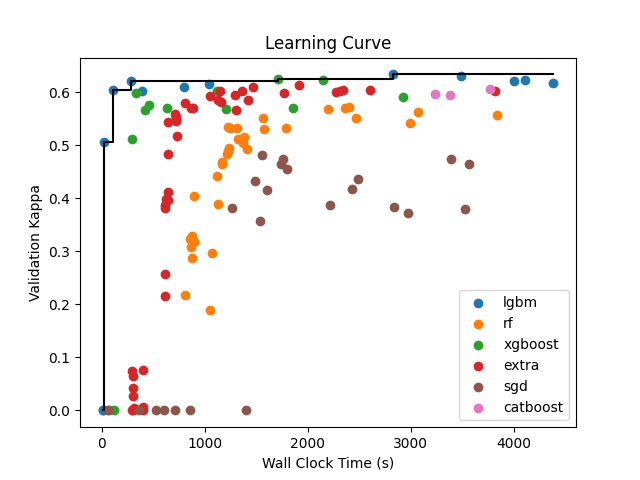 Learning Curve
Validation Kappa
0.6
0.5
0.4
0.3
0.2
0.1
0.0
lgbm
rf
xgboost
extra
sgd
catboost
0 1000 2000 3000 4000
Wall Clock Time (s)